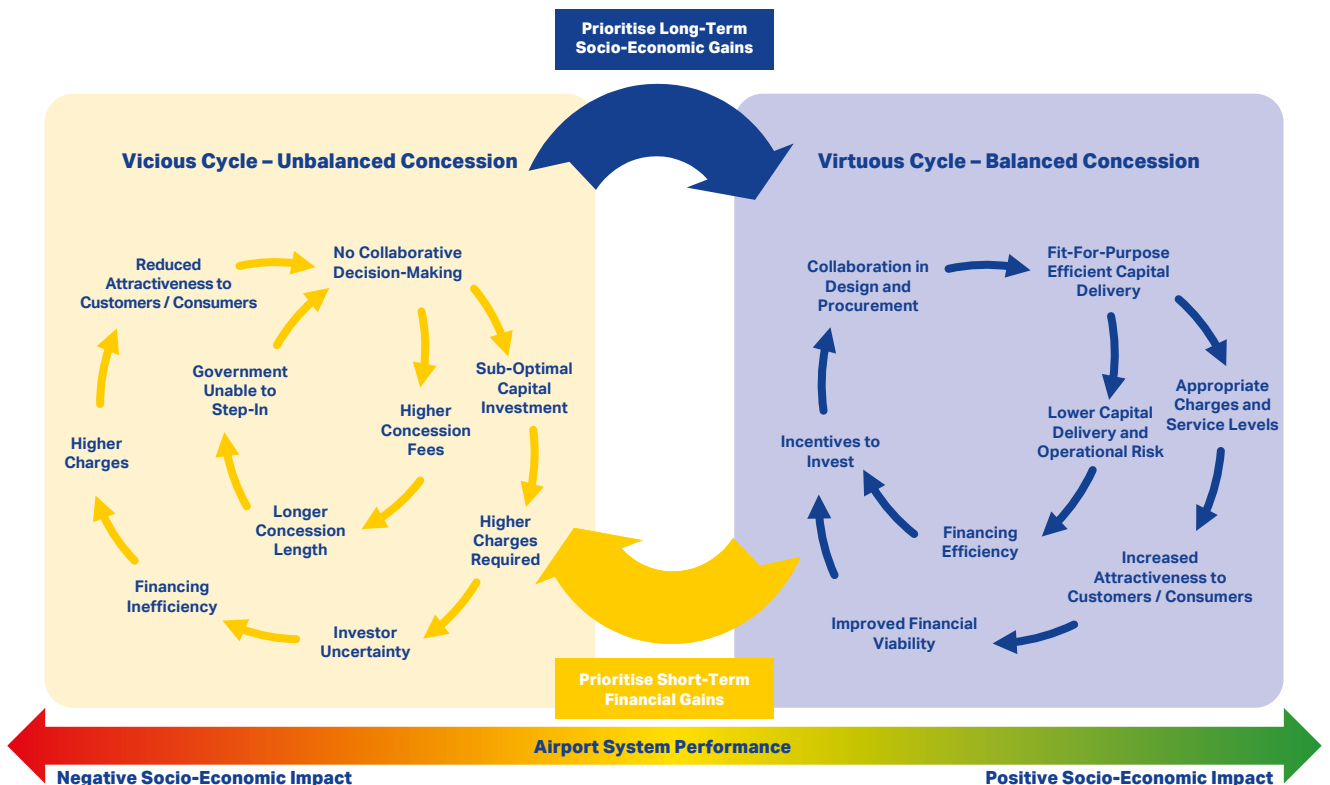 Prioritise Long-Term
Socio-Economic Gains
Vicious Cycle – Unbalanced Concession
No Collaborative
Decision-Making
Sub-Optimal
Capital
Investment
Higher
Charges
Required
Investor
Uncertainty
Financing
Inefficiency
Higher
Charges
Reduced
Attractiveness to
Customers / Consumers
Higher
Concession
Fees
Longer
Concession
Length
Government
Unable to
Step-In
Virtuous Cycle – Balanced Concession
Collaboration in
Design and
Procurement
Fit-For-Purpose
Efficient Capital
Delivery
Appropriate
Charges and
Service Levels
Increased
Attractiveness to
Customers / Consumers
Improved Financial
Viability
Incentives to
Invest
Lower Capital
Delivery and
Operational Risk
Financing
Efficiency
Prioritise Short-Term
Financial Gains
Airport System Performance
Negative Socio-Economic Impact
Positive Socio-Economic Impact